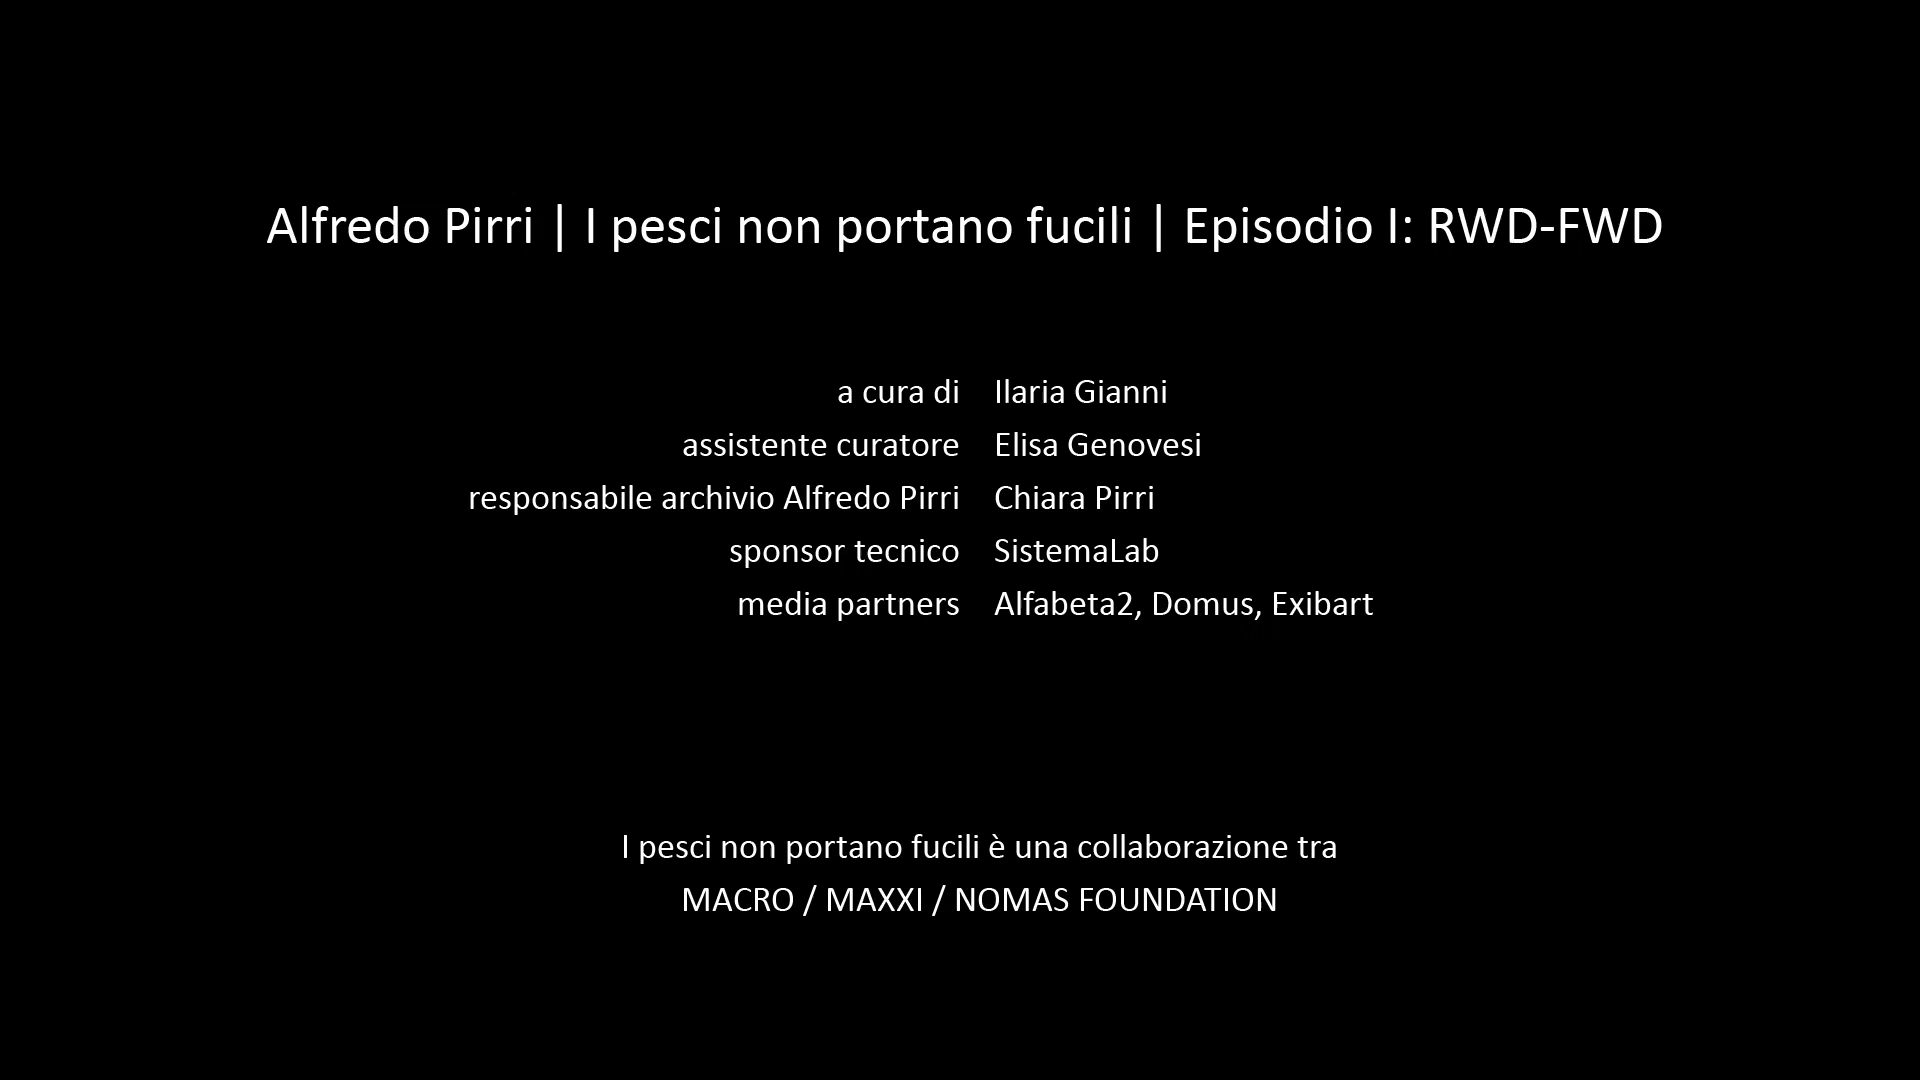 Alfredo Pirri | I pesci non portano fucili | Episodio I: RWD-FWD
a cura di Ilaria Gianni
assistente curatore Elisa Genovesi
responsabile archivio Alfredo Pirri Chiara Pirri
sponsor tecnico SistemaLab
media partners Alfabeta2, Domus, Exibart
I pesci non portano fucili è una collaborazione tra
MACRO / MAXXI / NOMAS FOUNDATION